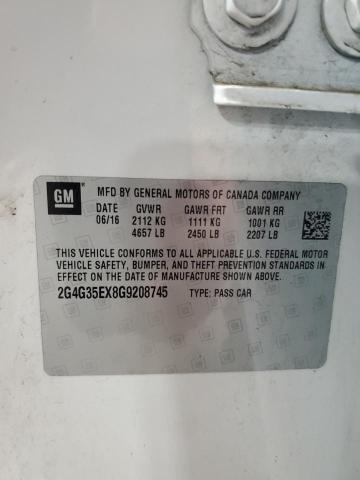 GM
MFD BY GENERAL MOTORS OF CANADA COMPANY
DATE GVWR GAWR FRT GAWR RR
06/16 2112 KG 1111 KG 1001 KG
4657 LB 2450 LB 2207 LB
THIS VEHICLE CONFORMS TO ALL APPLICABLE U.S. FEDERAL MOTOR
VEHICLE SAFETY, BUMPER, AND THEFT PREVENTION STANDARDS IN
EFFECT ON THE DATE OF MANUFACTURE SHOWN ABOVE.
2G4G35EX8G9208745 TYPE: PASS CAR